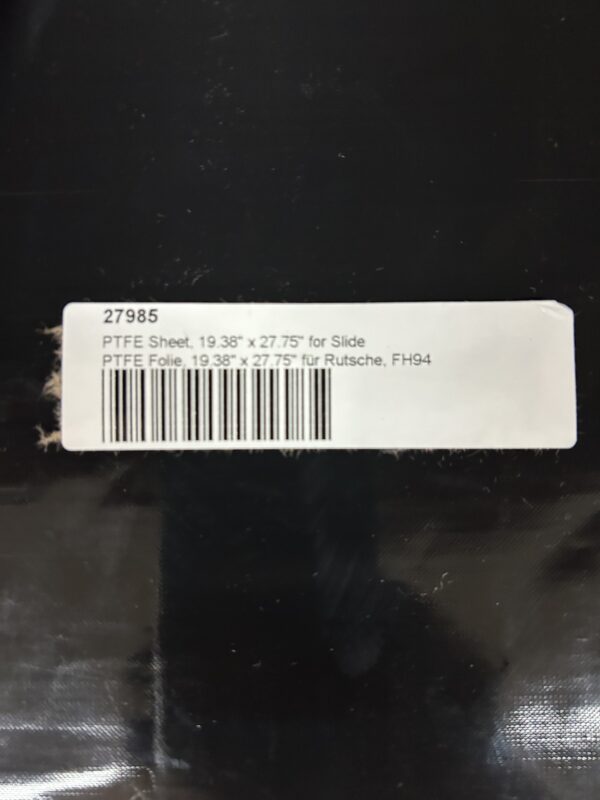 27985
PTFE Sheet, 19.38" x 27.75" for Slide
PTFE Folie, 19.38" x 27.75" für Rutsche, FH94